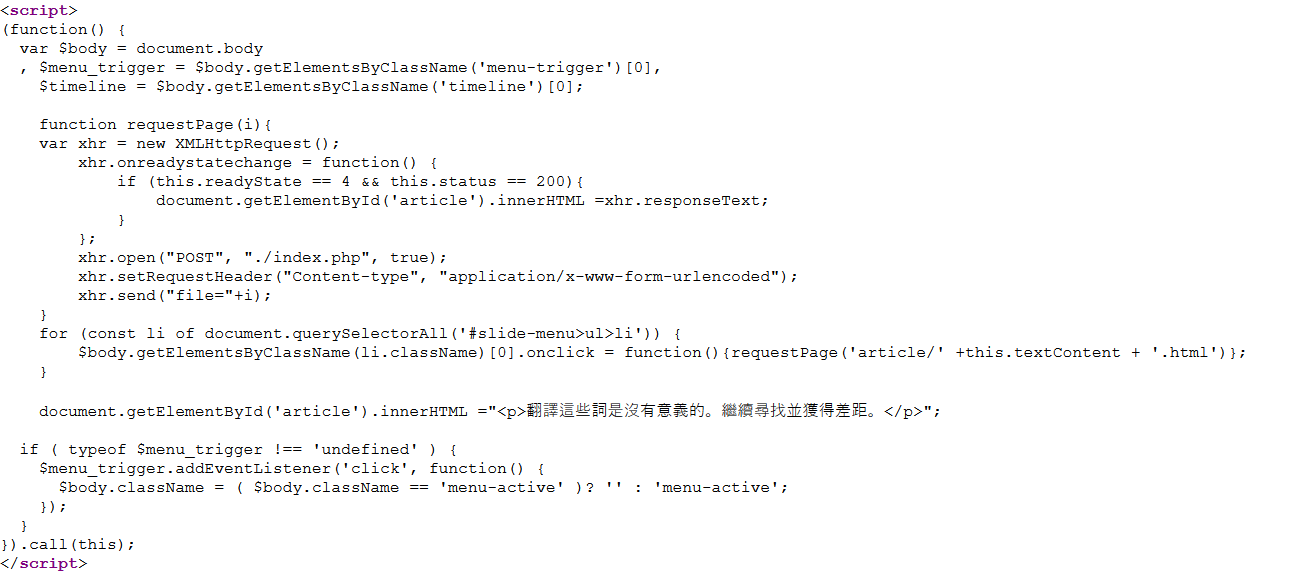 <script>
(function() {
  var $body = document.body
  , $menu_trigger = $body.getElementsByClassName('menu-trigger')[0],
    $timeline = $body.getElementsByClassName('timeline')[0];

    function requestPage(i){
    var xhr = new XMLHttpRequest();
        xhr.onreadystatechange = function() {
            if (this.readyState == 4 && this.status == 200){
                document.getElementById('article').innerHTML =xhr.responseText;
            }
        };
        xhr.open("POST", "./index.php", true);
        xhr.setRequestHeader("Content-type", "application/x-www-form-urlencoded");
        xhr.send("file="+i);
    }
    for (const li of document.querySelectorAll('#slide-menu>ul>li')) {
        $body.getElementsByClassName(li.className)[0].onclick = function(){requestPage('article/' +this.textContent + '.html')};
    }

    document.getElementById('article').innerHTML ="<p>翻譯這些詞是沒有意義的。繼續尋找並獲得差距。</p>";

  if ( typeof $menu_trigger !== 'undefined' ) {
    $menu_trigger.addEventListener('click', function() {
      $body.className = ( $body.className == 'menu-active' )? '' : 'menu-active';
    });
  }
}).call(this);
</script>